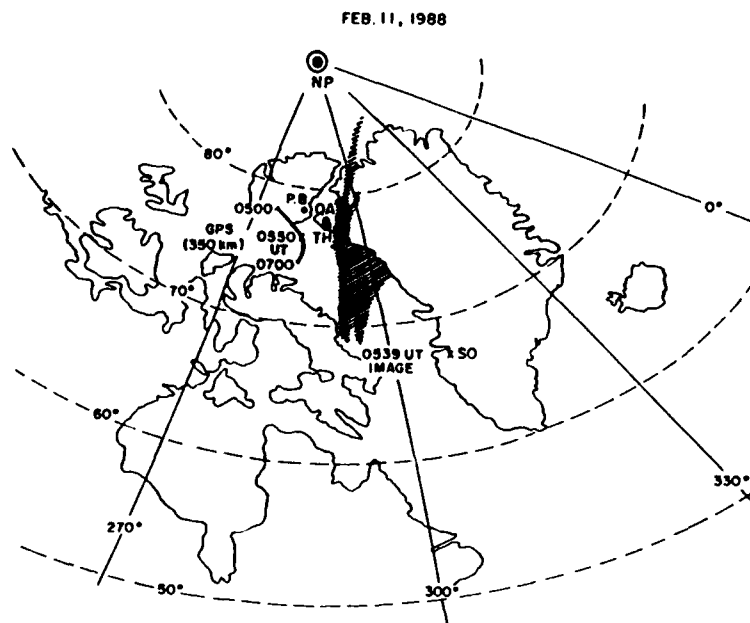 FEB. 11, 1988
NP
80°
P.B.
QA
&
TH
0500
GPS
(350 km)
0550
UT
0700
0°
70°
0539 UT
IMAGE
SO
60°
330°
270°
50°
300°